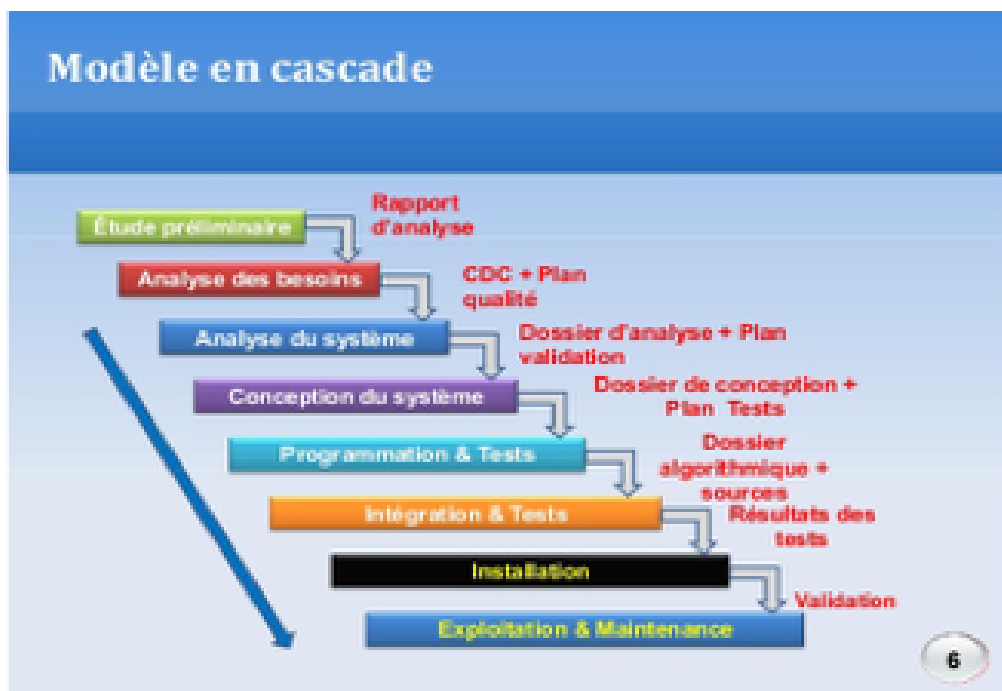 Modèle en cascade
Étude préliminaire
Rapport
d'analyse
Analyse des besoins
CDC + Plan
qualité
Analyse du système
Dossier d'analyse + Plan
validation
Conception du système
Dossier de conception +
Plan Tests
Programmation & Tests
Dossier
algorithmique +
sources
Intégration & Tests
Résultats des
tests
Installation
Validation
Exploitation & Maintenance
6